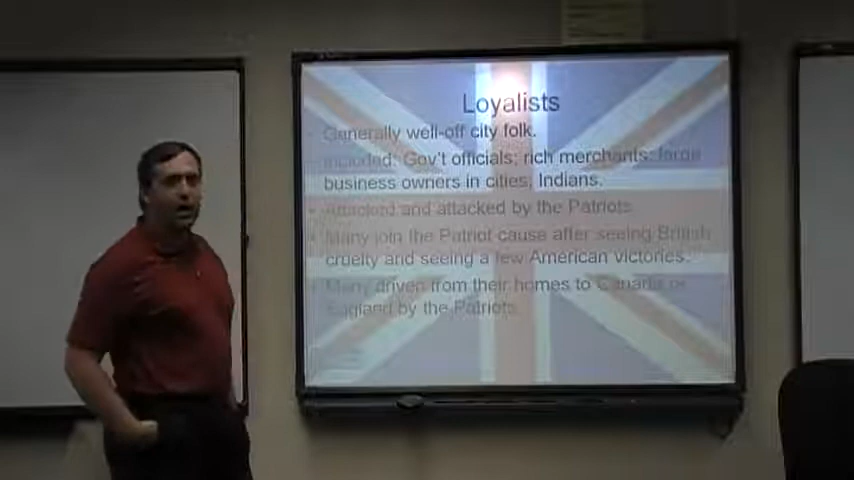 Loyalists
• Generally well-off city folk.
• Included: Gov't officials; rich merchants; large
business owners in cities; Indians.
• Attacked and attacked by the Patriots.
• Many join the Patriot cause after seeing British
cruelty and seeing a few American victories.
• Many driven from their homes to Canada or
England by the Patriots.